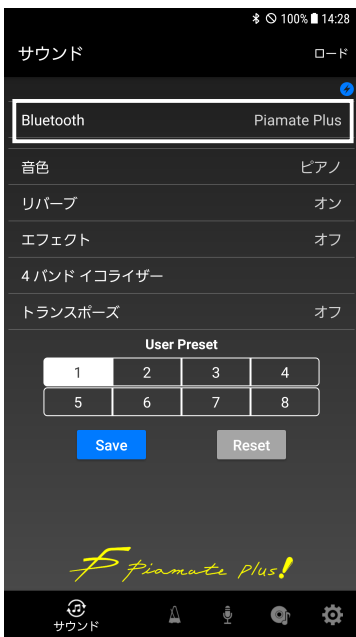 100% 14:28
サウンド ロード
Bluetooth Piamate Plus
音色 ピアノ
リバーブ オン
エフェクト オフ
4 バンド イコライザー
トランスポーズ オフ
User Preset
1 2 3 4
5 6 7 8
Save Reset
Piamate Plus!
サウンド